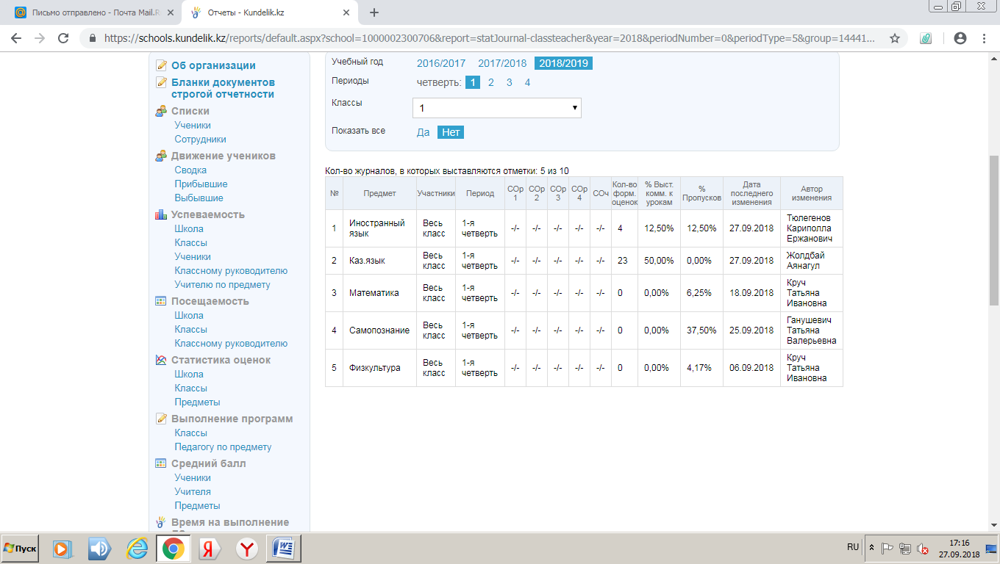 Письмо отправлено - Почта Mail.R
Отчеты - Kundelik.kz
https://schools.kundelik.kz/reports/default.aspx?school=1000002300706&report=statJournal-classteacher&year=2018&periodNumber=0&periodType=5&group=14441...
Об организации
Бланки документов
строгой отчетности
Списки
Ученики
Сотрудники
Движение учеников
Сводка
Прибывшие
Выбывшие
Успеваемость
Школа
Классы
Ученики
Классному руководителю
Учителю по предмету
Посещаемость
Школа
Классы
Классному руководителю
Статистика оценок
Школа
Классы
Предметы
Выполнение программ
Классы
Педагогу по предмету
Средний балл
Ученики
Учителя
Предметы
Время на выполнение
Учебный год 2016/2017 2017/2018 2018/2019
Периоды четверть: 1 2 3 4
Классы 1
Показать все Да Нет
Кол-во журналов, в которых выставляются отметки: 5 из 10
№ Предмет Участники Период СОр 1 СОр 2 СОр 3 СОр 4 СОч Кол-во форм. оценок % Выст. комм. к урокам % Пропусков Дата последнего изменения Автор изменения
1 Иностранный язык Весь класс 1-я четверть -/- -/- -/- -/- -/- 4 12,50% 12,50% 27.09.2018 Тюлегенов Кариполла Ержанович
2 Каз.язык Весь класс 1-я четверть -/- -/- -/- -/- -/- 23 50,00% 0,00% 27.09.2018 Жолдбай Аянагул
3 Математика Весь класс 1-я четверть -/- -/- -/- -/- -/- 0 0,00% 6,25% 18.09.2018 Круч Татьяна Ивановна
4 Самопознание Весь класс 1-я четверть -/- -/- -/- -/- -/- 0 0,00% 37,50% 25.09.2018 Ганушевич Татьяна Валерьевна
5 Физкультура Весь класс 1-я четверть -/- -/- -/- -/- -/- 0 0,00% 4,17% 06.09.2018 Круч Татьяна Ивановна
Пуск
RU
17:16
27.09.2018